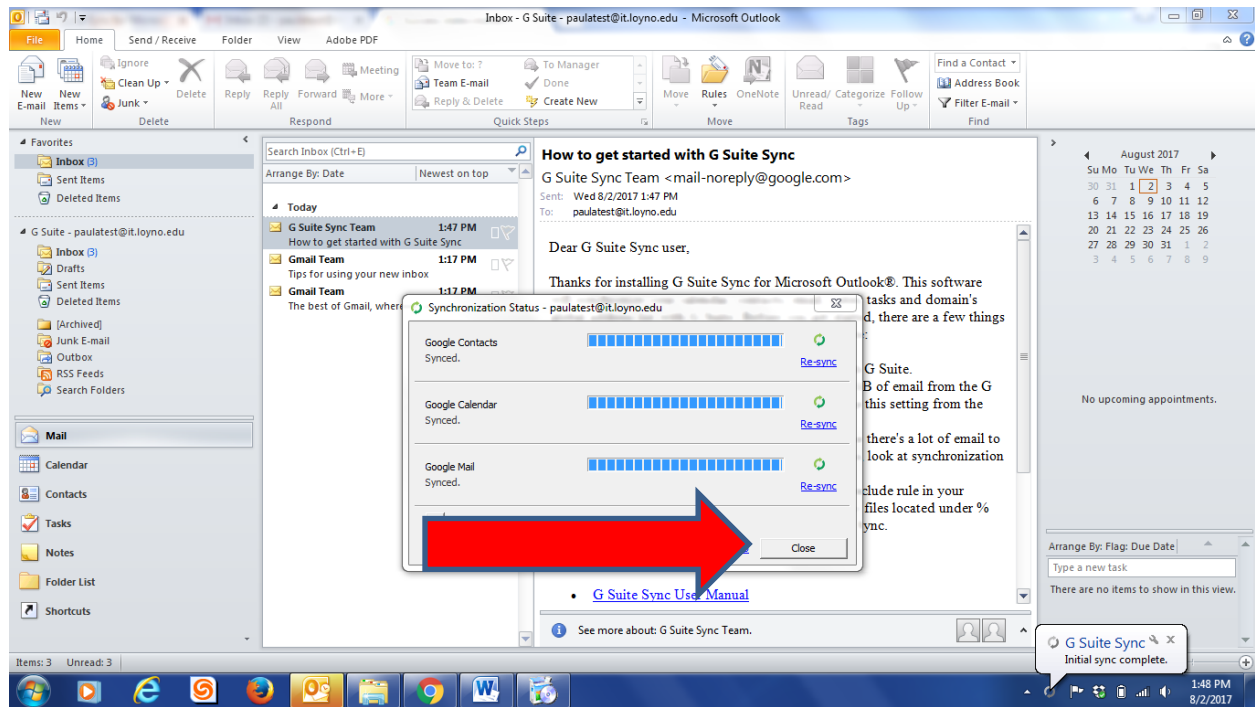 Inbox - G Suite - paulatest@it.loyno.edu - Microsoft Outlook
File Home Send / Receive Folder View Adobe PDF
New E-mail
New Items
New
Ignore
Clean Up
Junk
Delete
Delete
Reply
Reply All
Forward
Meeting
More
Respond
Move to: ?
Team E-mail
Reply & Delete
To Manager
Done
Create New
Quick Steps
Move
Rules
OneNote
Move
Unread/ Read
Categorize
Follow Up
Tags
Find a Contact
Address Book
Filter E-mail
Find
Favorites
Inbox (3)
Sent Items
Deleted Items
G Suite - paulatest@it.loyno.edu
Inbox (3)
Drafts
Sent Items
Deleted Items
[Archived]
Junk E-mail
Outbox
RSS Feeds
Search Folders
Mail
Calendar
Contacts
Tasks
Notes
Folder List
Shortcuts
Search Inbox (Ctrl+E)
Arrange By: Date Newest on top
Today
G Suite Sync Team 1:47 PM
How to get started with G Suite Sync
Gmail Team 1:17 PM
Tips for using your new inbox
Gmail Team 1:17 PM
The best of Gmail, where
How to get started with G Suite Sync
G Suite Sync Team <mail-noreply@google.com>
Sent: Wed 8/2/2017 1:47 PM
To: paulatest@it.loyno.edu
Dear G Suite Sync user,
Thanks for installing G Suite Sync for Microsoft Outlook®. This software
tasks and domain's
d, there are a few things
G Suite.
B of email from the G
this setting from the
there's a lot of email to
look at synchronization
clude rule in your
files located under %
ync.
G Suite Sync User Manual
See more about: G Suite Sync Team.
Synchronization Status - paulatest@it.loyno.edu
Google Contacts
Synced.
Re-sync
Google Calendar
Synced.
Re-sync
Google Mail
Synced.
Re-sync
Close
August 2017
Su Mo Tu We Th Fr Sa
30 31 1 2 3 4 5
6 7 8 9 10 11 12
13 14 15 16 17 18 19
20 21 22 23 24 25 26
27 28 29 30 31 1 2
3 4 5 6 7 8 9
No upcoming appointments.
Arrange By: Flag: Due Date
Type a new task
There are no items to show in this view.
G Suite Sync
Initial sync complete.
Items: 3 Unread: 3
1:48 PM
8/2/2017